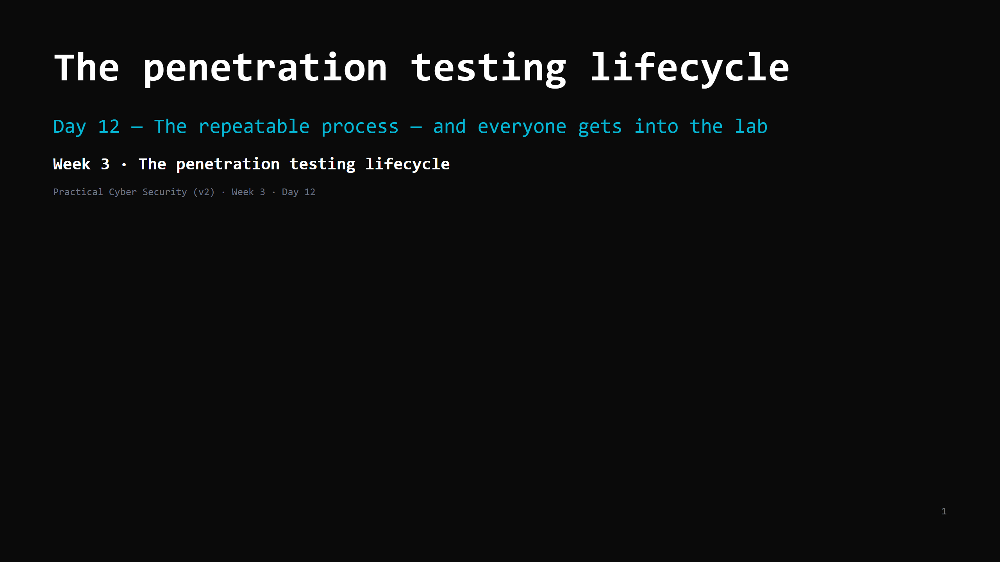 The penetration testing lifecycle
Day 12 — The repeatable process — and everyone gets into the lab
Week 3 · The penetration testing lifecycle
Practical Cyber Security (v2) · Week 3 · Day 12
1